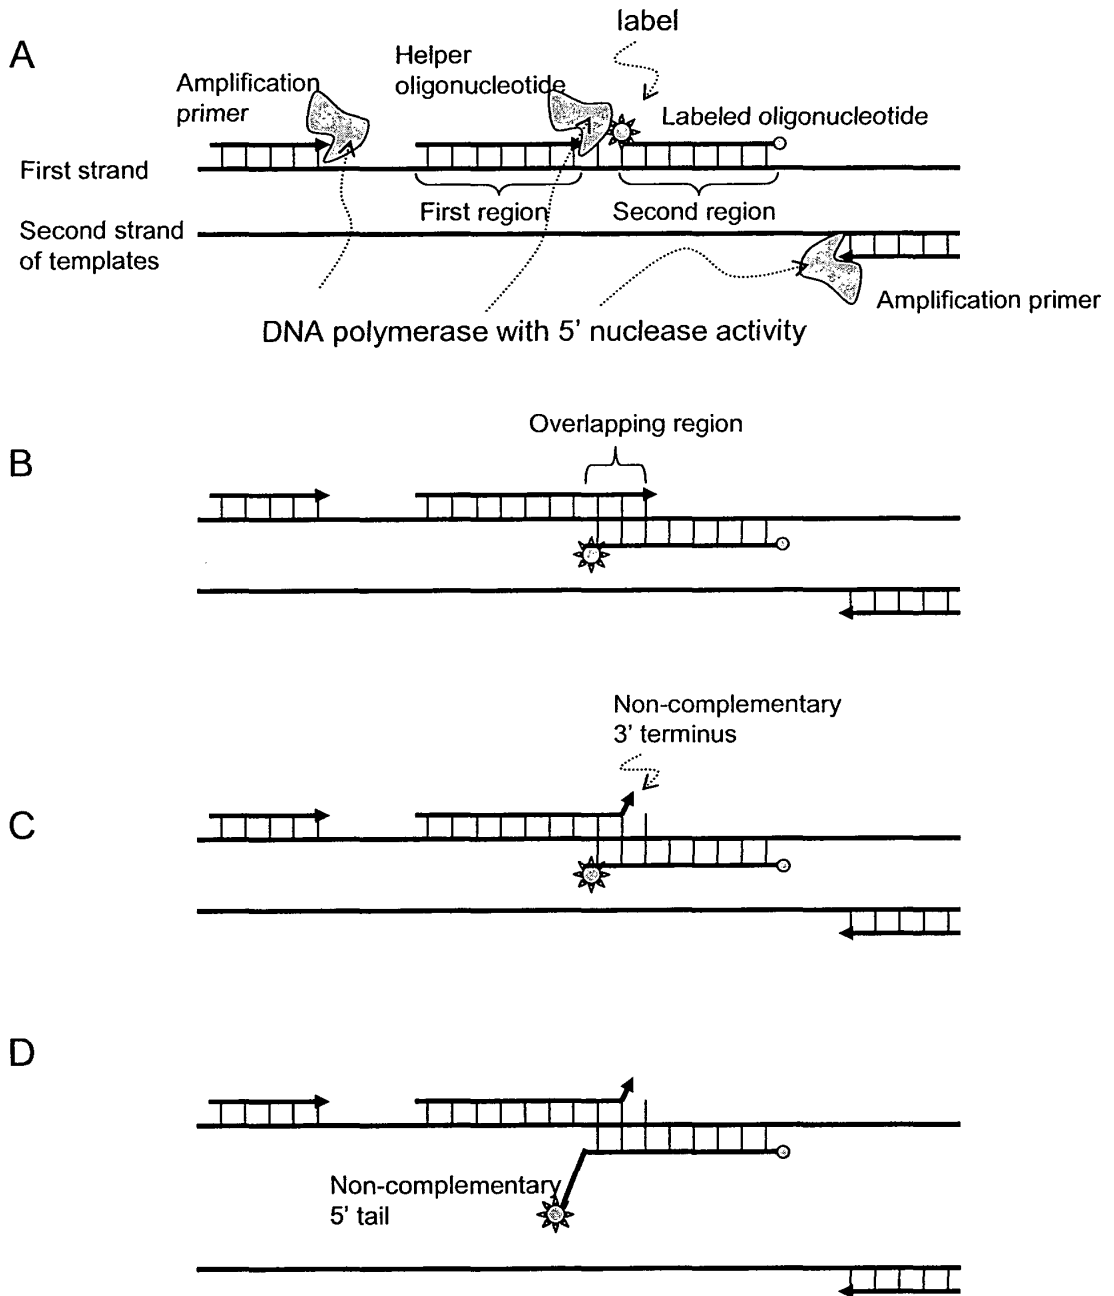 A
label
Helper
oligonucleotide
Amplification
primer
Labeled oligonucleotide
First strand
First region
Second region
Second strand
of templates
Amplification primer
DNA polymerase with 5’ nuclease activity
Overlapping region
B
Non-complementary
3’ terminus
C
D
Non-complementary
5’ tail